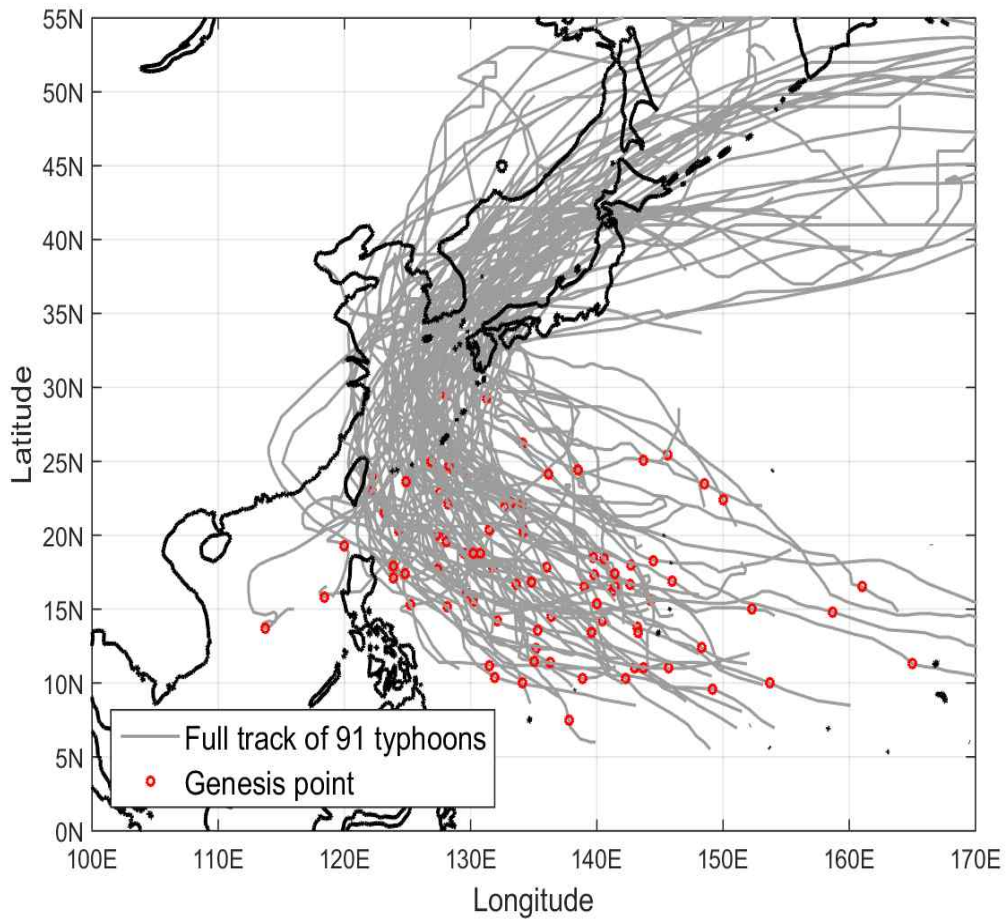 55N
50N
45N
40N
35N
30N
25N
20N
15N
10N
5N
0N
Latitude
Full track of 91 typhoons
Genesis point
100E 110E 120E 130E 140E 150E 160E 170E
Longitude